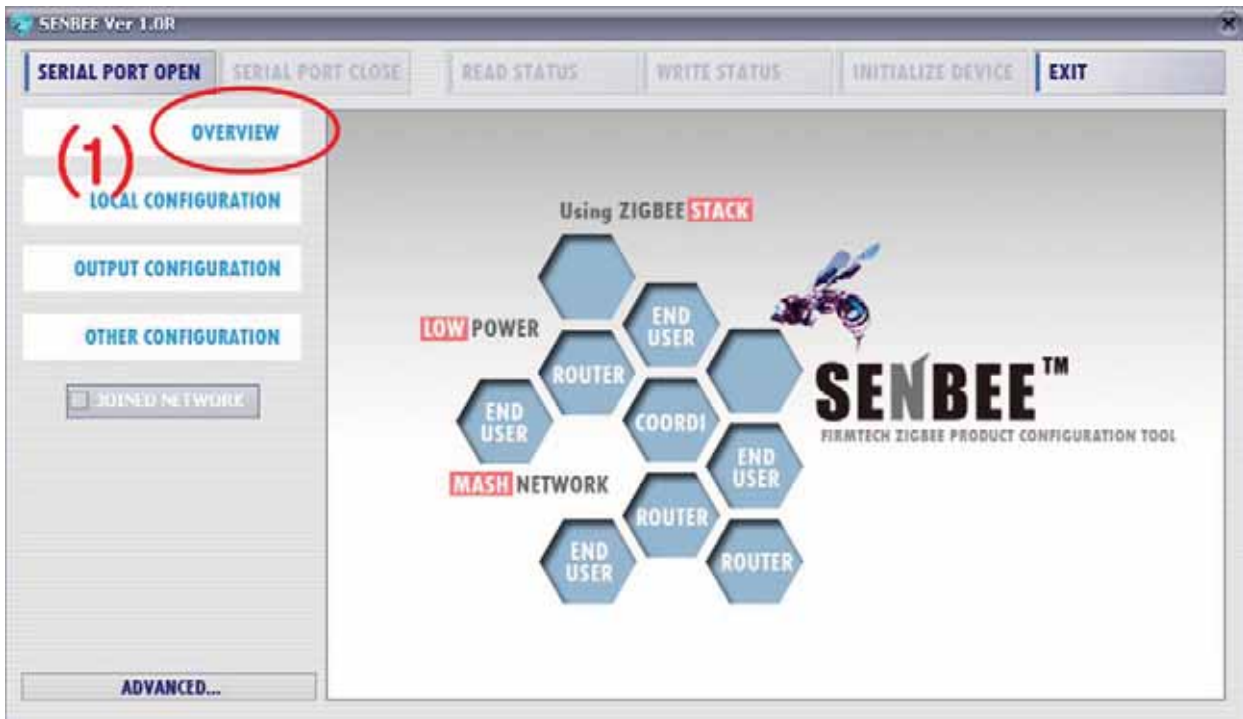 SENBEE Ver 1.0R
SERIAL PORT OPEN SERIAL PORT CLOSE READ STATUS WRITE STATUS INITIALIZE DEVICE EXIT
(1)
OVERVIEW
LOCAL CONFIGURATION
OUTPUT CONFIGURATION
OTHER CONFIGURATION
JOINED NETWORK
ADVANCED...
Using ZIGBEE STACK
END
USER
LOW POWER
ROUTER
END
USER
COORDI
END
USER
MASH NETWORK
ROUTER
END
USER
ROUTER
SENBEE™
FIRMTECH ZIGBEE PRODUCT CONFIGURATION TOOL